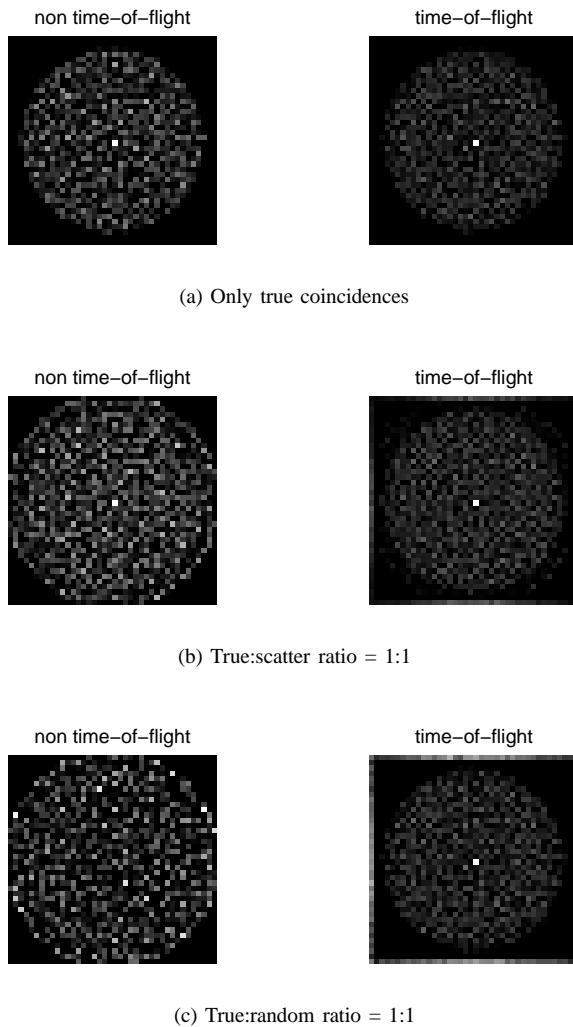 non time−of−flight time−of−flight
(a) Only true coincidences
non time−of−flight time−of−flight
(b) True:scatter ratio = 1:1
non time−of−flight time−of−flight
(c) True:random ratio = 1:1